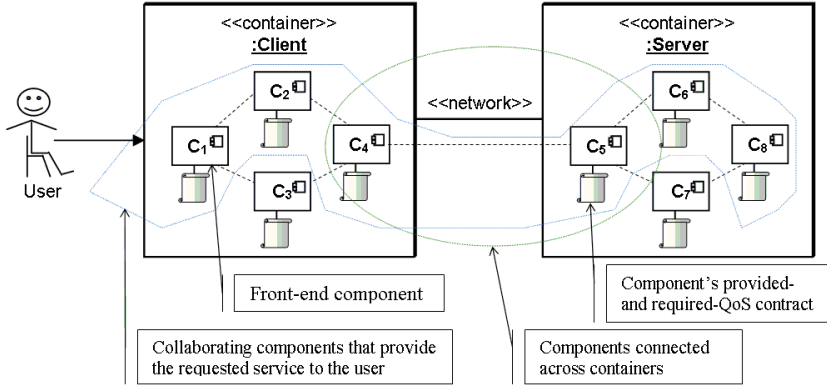 <<container>>
:Client
<<container>>
:Server
<<network>>
C2
C1
C4
C3
C6
C5
C8
C7
User
Front-end component
Component's provided-
and required-QoS contract
Collaborating components that provide
the requested service to the user
Components connected
across containers